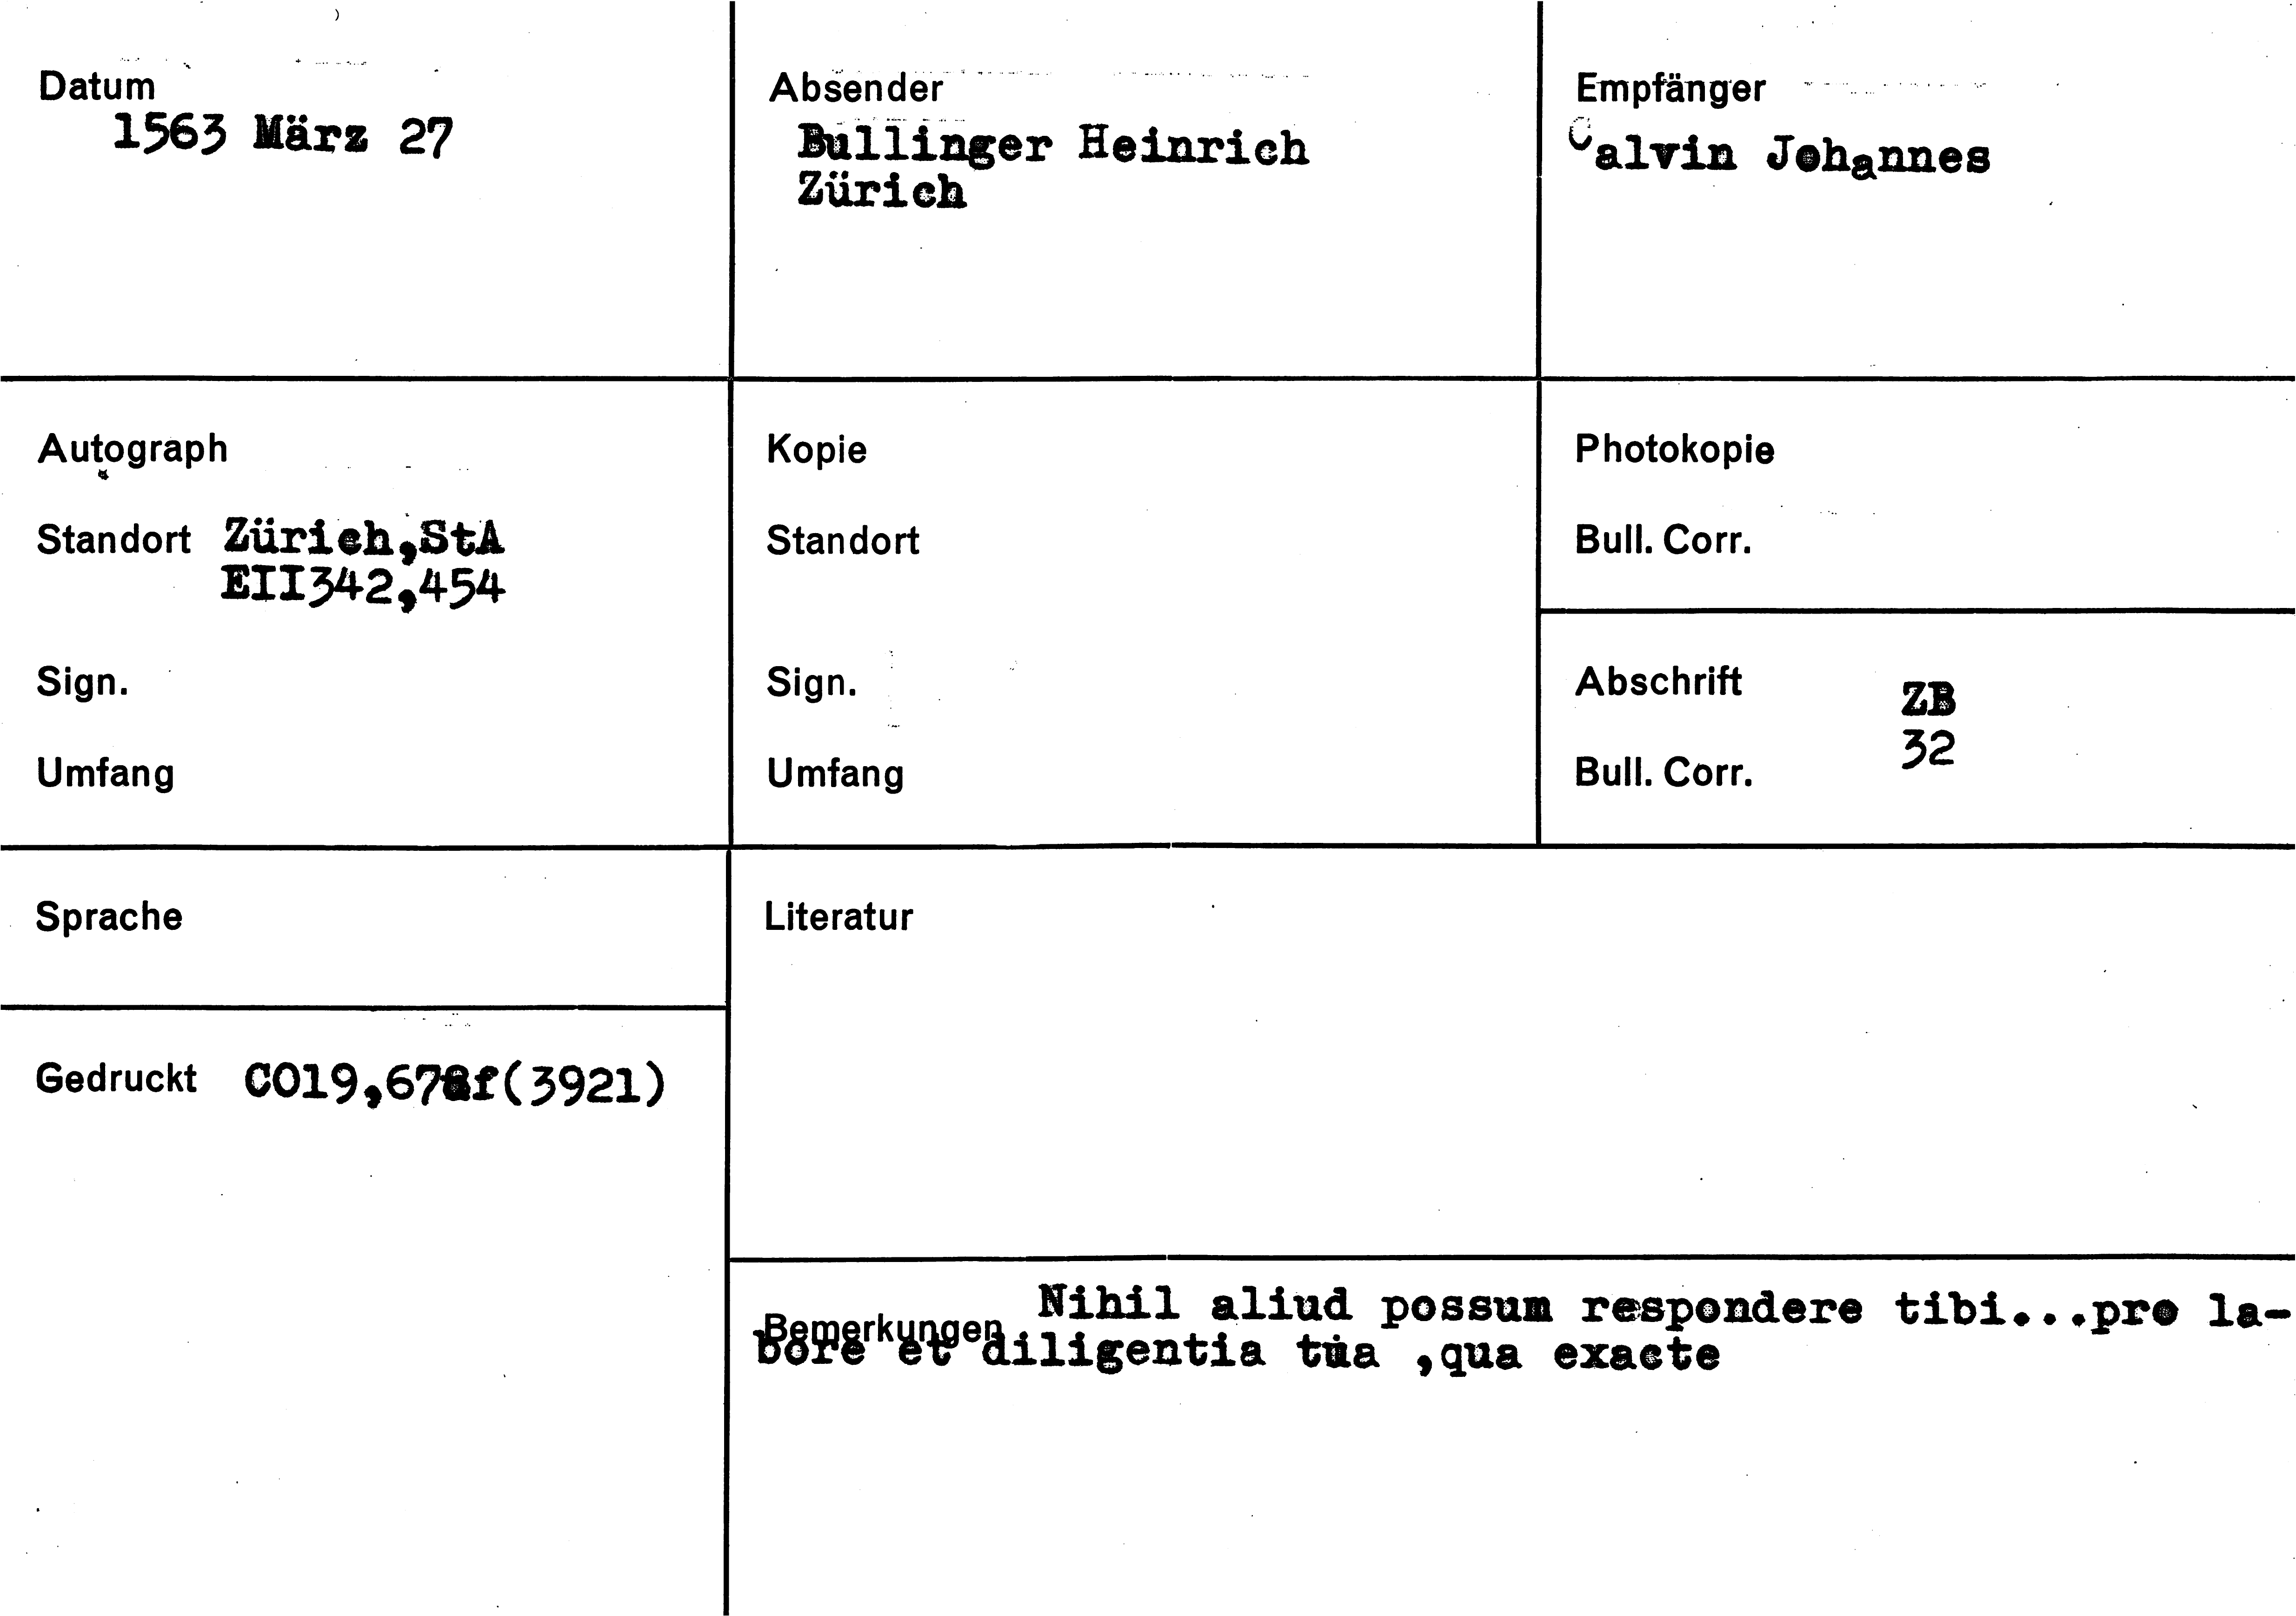 Datum
1563 März 27
Absender
Bullinger Heinrich
Zürich
Empfänger
Calvin Johannes
Autograph
Standort Zürich,StA
EII342,454
Sign.
Umfang
Kopie
Standort
Sign.
Umfang
Photokopie
Bull. Corr.
Abschrift ZB
32
Bull. Corr.
Sprache
Gedruckt CO19,678f(3921)
Literatur
Bemerkungen Nihil aliud possum respondere tibi...pro la-
bore et diligentia tua ,qua exacte